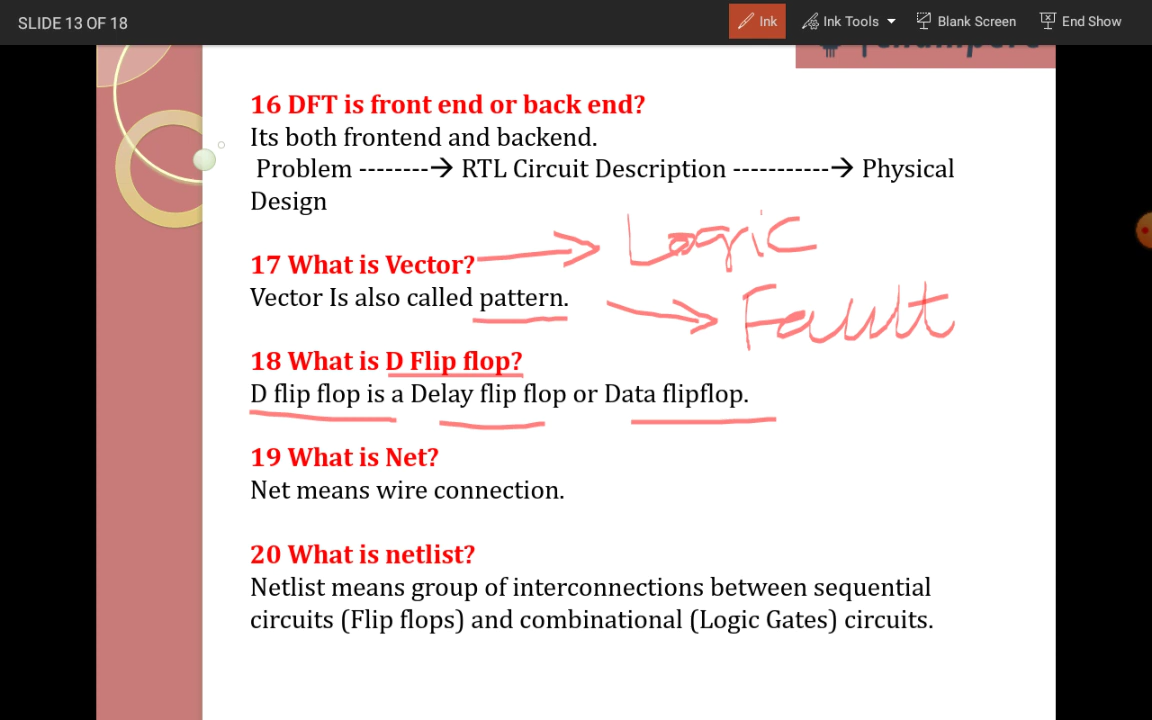 SLIDE 13 OF 18
Ink
Ink Tools
Blank Screen
End Show
16 DFT is front end or back end?
Its both frontend and backend.
Problem --------→ RTL Circuit Description -----------→ Physical
Design
Logic
17 What is Vector?
Vector Is also called pattern.
Fault
18 What is D Flip flop?
D flip flop is a Delay flip flop or Data flipflop.
19 What is Net?
Net means wire connection.
20 What is netlist?
Netlist means group of interconnections between sequential
circuits (Flip flops) and combinational (Logic Gates) circuits.